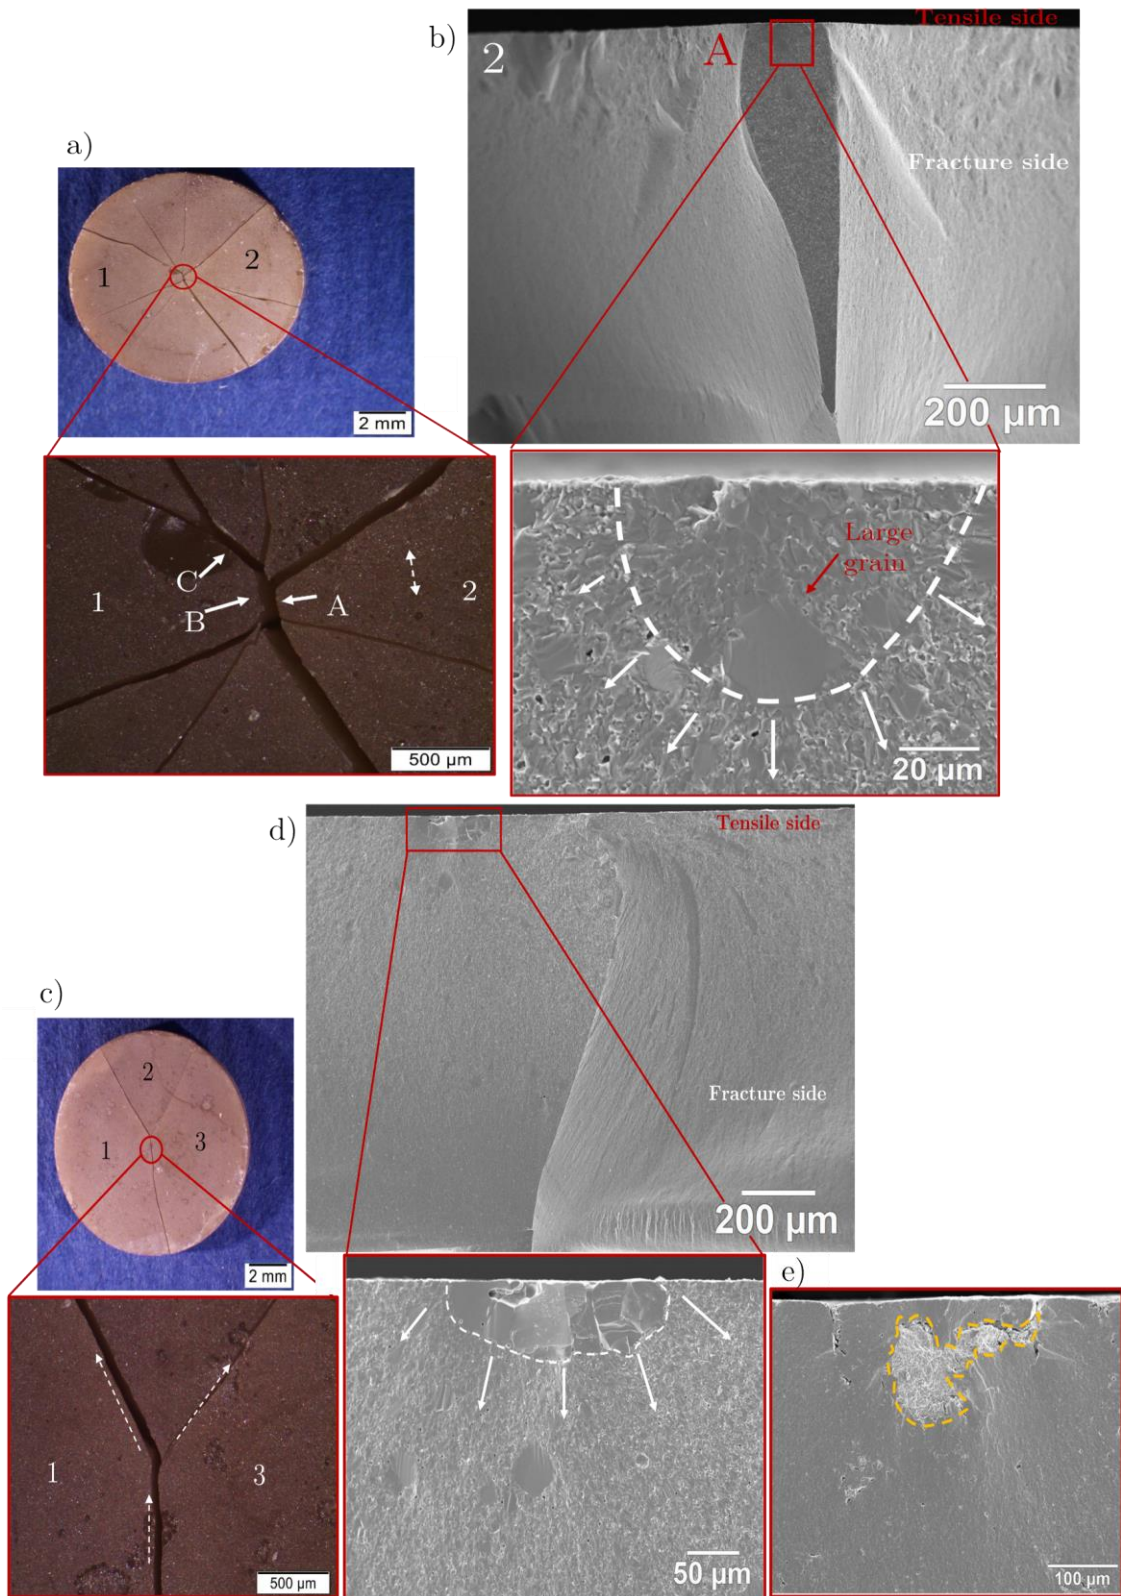 a)
1
2
2 mm
C
B
A
1
2
500 µm
b)
2
A
Tensile side
Fracture side
200 µm
Large
grain
20 µm
c)
2
1
3
2 mm
1
3
500 µm
d)
Tensile side
Fracture side
200 µm
50 µm
e)
100 µm